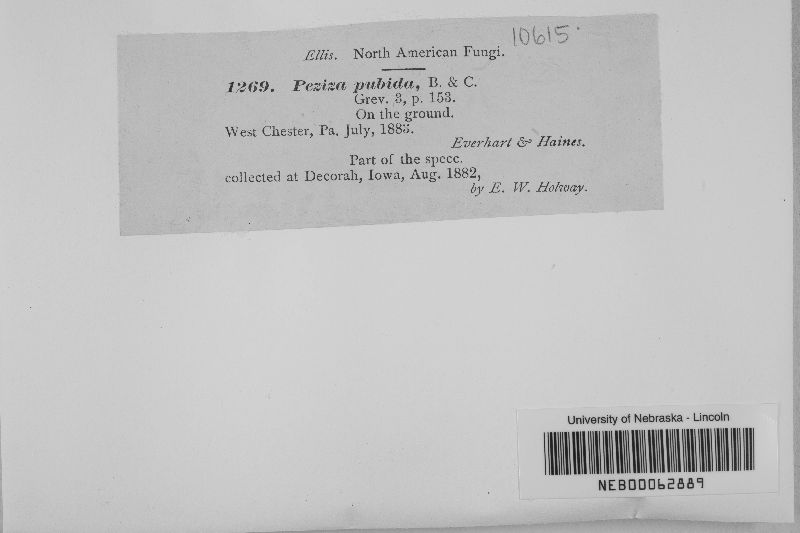 10615.
Ellis. North American Fungi.
1269. Peziza pubida, B. & C.
Grev. 3, p. 153.
On the ground.
West Chester, Pa. July, 1883.
Everhart & Haines.
Part of the specc.
collected at Decorah, Iowa, Aug. 1882,
by E. W. Holway.
University of Nebraska - Lincoln
NEB00062889